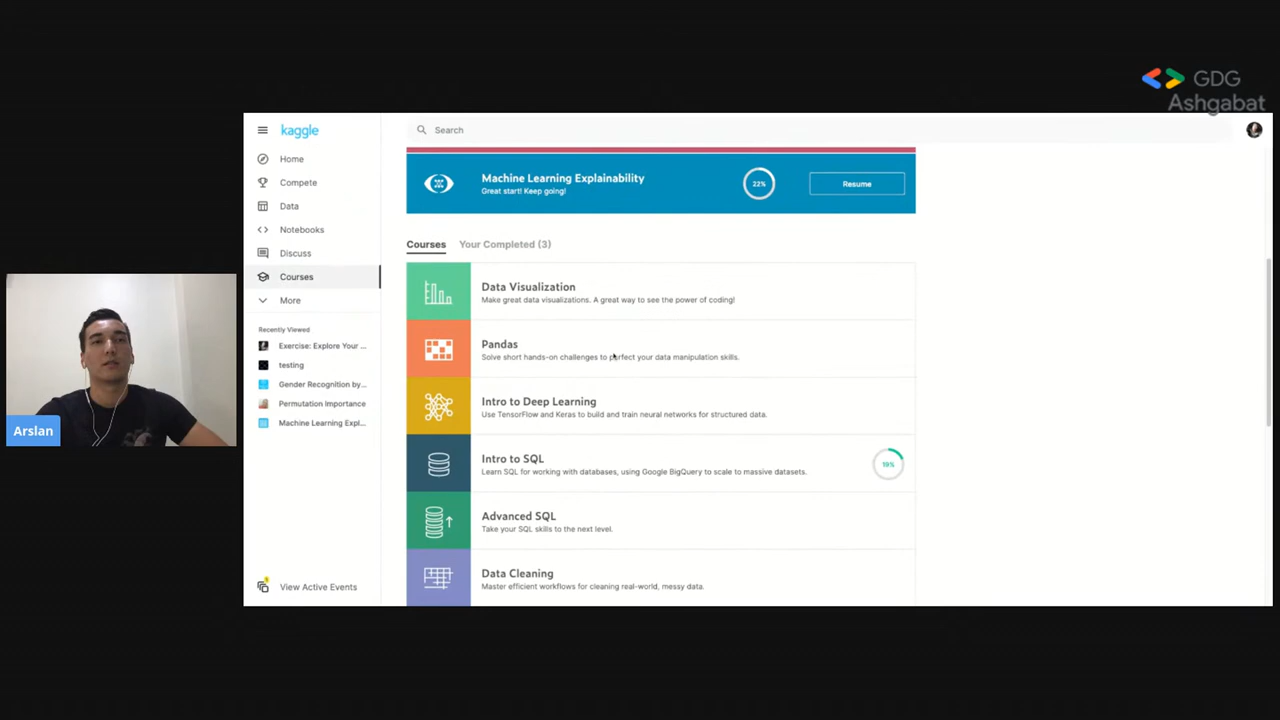 GDG
Ashgabat
kaggle
Search
Home
Compete
Data
Notebooks
Discuss
Courses
More
Recently Viewed
Exercise: Explore Your ...
testing
Gender Recognition by...
Permutation Importance
Machine Learning Expl...
View Active Events
Machine Learning Explainability
Great start! Keep going!
22%
Resume
Courses
Your Completed (3)
Data Visualization
Make great data visualizations. A great way to see the power of coding!
Pandas
Solve short hands-on challenges to perfect your data manipulation skills.
Intro to Deep Learning
Use TensorFlow and Keras to build and train neural networks for structured data.
Intro to SQL
Learn SQL for working with databases, using Google BigQuery to scale to massive datasets.
19%
Advanced SQL
Take your SQL skills to the next level.
Data Cleaning
Master efficient workflows for cleaning real-world, messy data.
Arslan